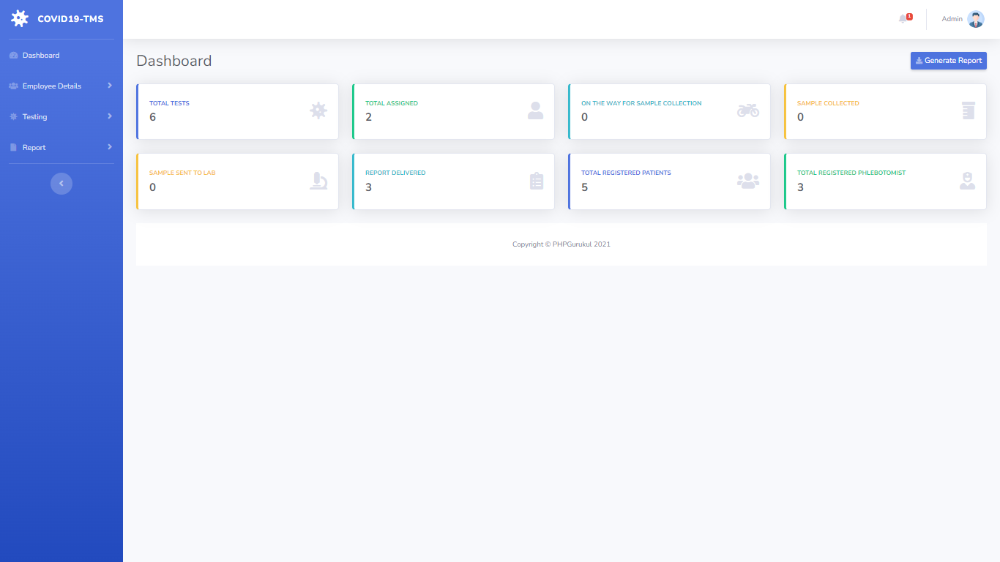 COVID19-TMS
1
Admin
Dashboard
Employee Details
Testing
Report
Dashboard
Generate Report
TOTAL TESTS
6
TOTAL ASSIGNED
2
ON THE WAY FOR SAMPLE COLLECTION
0
SAMPLE COLLECTED
0
SAMPLE SENT TO LAB
0
REPORT DELIVERED
3
TOTAL REGISTERED PATIENTS
5
TOTAL REGISTERED PHLEBOTOMIST
3
Copyright © PHPGurukul 2021